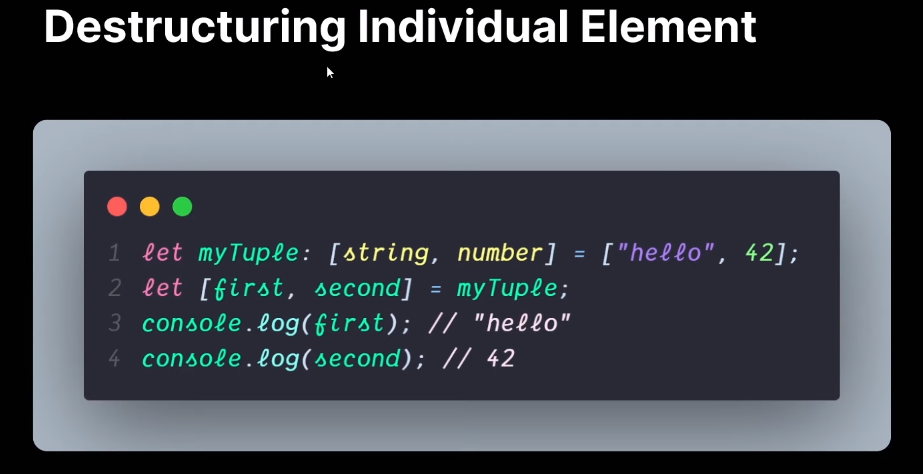 Destructuring Individual Element
1 let myTuple: [string, number] = ["hello", 42];
2 let [first, second] = myTuple;
3 console.log(first); // "hello"
4 console.log(second); // 42